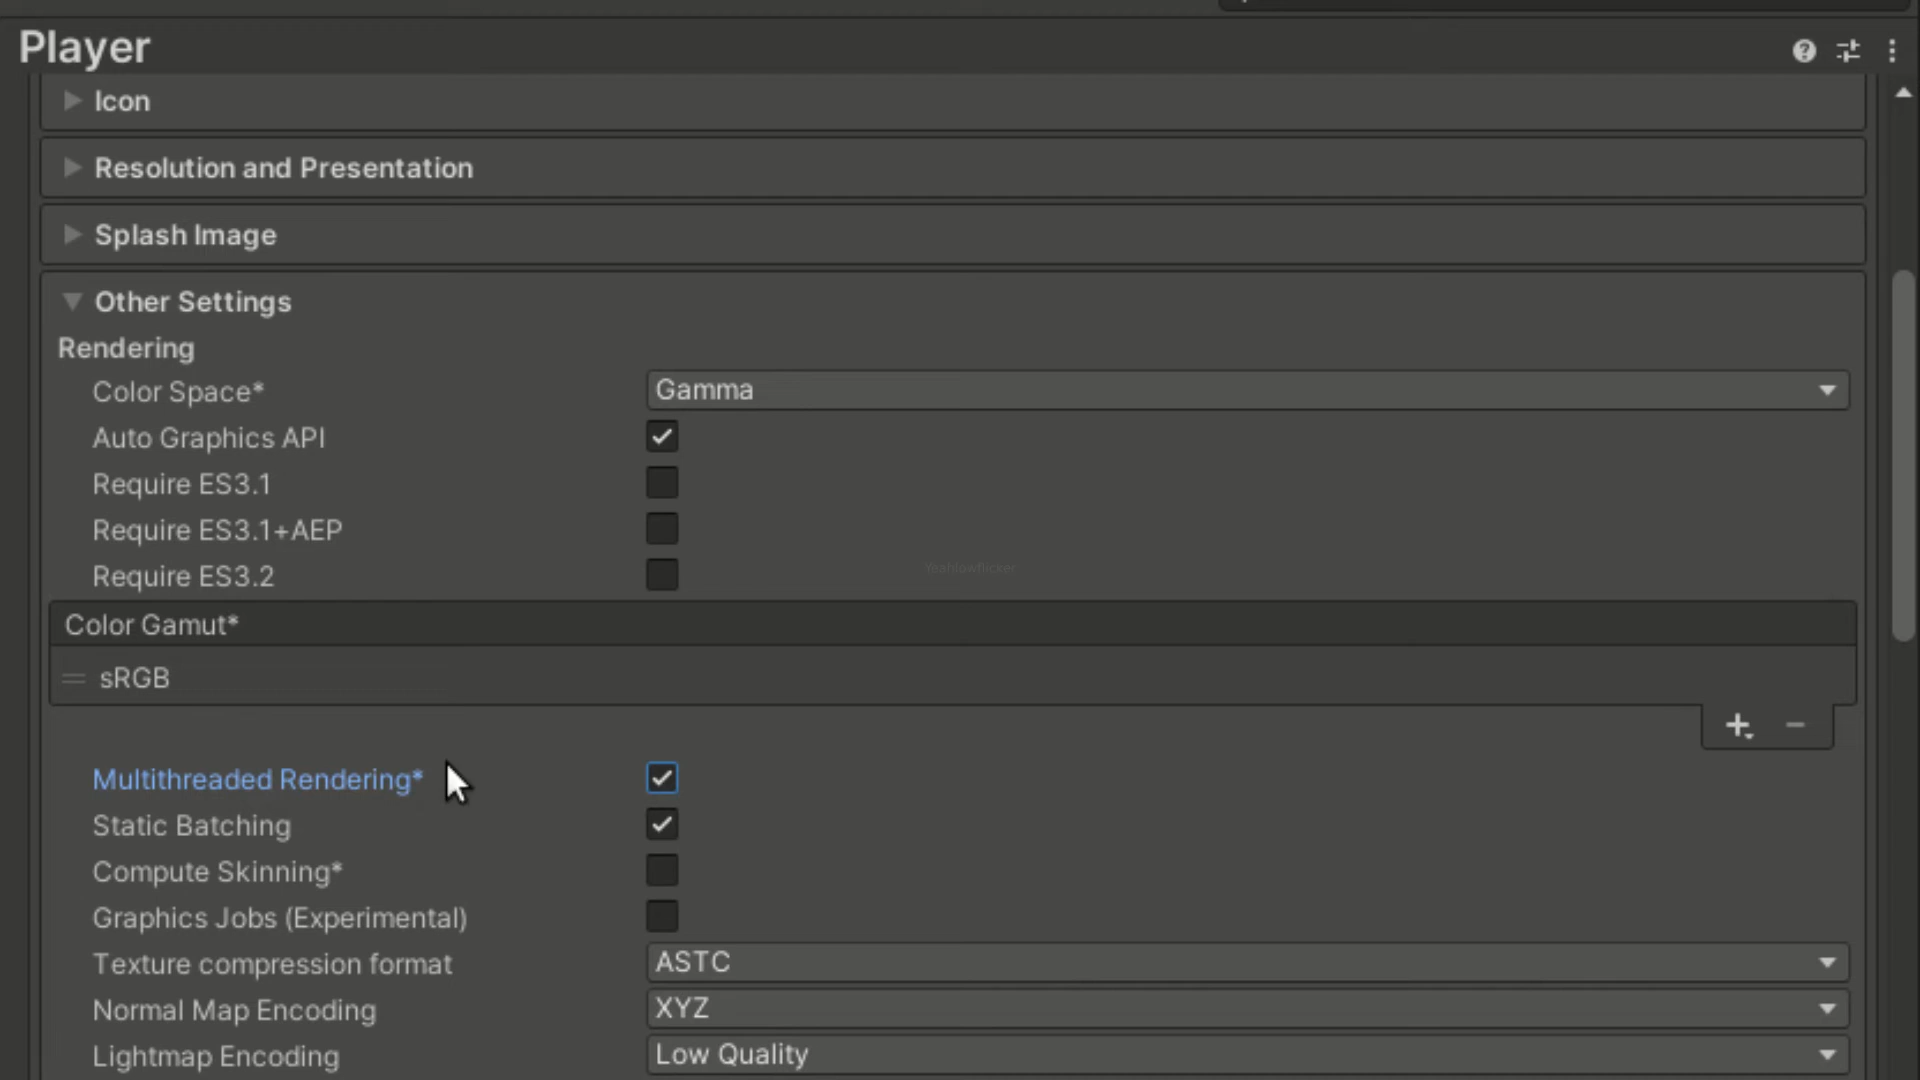 Player
Icon
Resolution and Presentation
Splash Image
Other Settings
Rendering
Color Space* Gamma
Auto Graphics API
Require ES3.1
Require ES3.1+AEP
Require ES3.2
Yeahlowflicker
Color Gamut*
sRGB
Multithreaded Rendering*
Static Batching
Compute Skinning*
Graphics Jobs (Experimental)
Texture compression format ASTC
Normal Map Encoding XYZ
Lightmap Encoding Low Quality